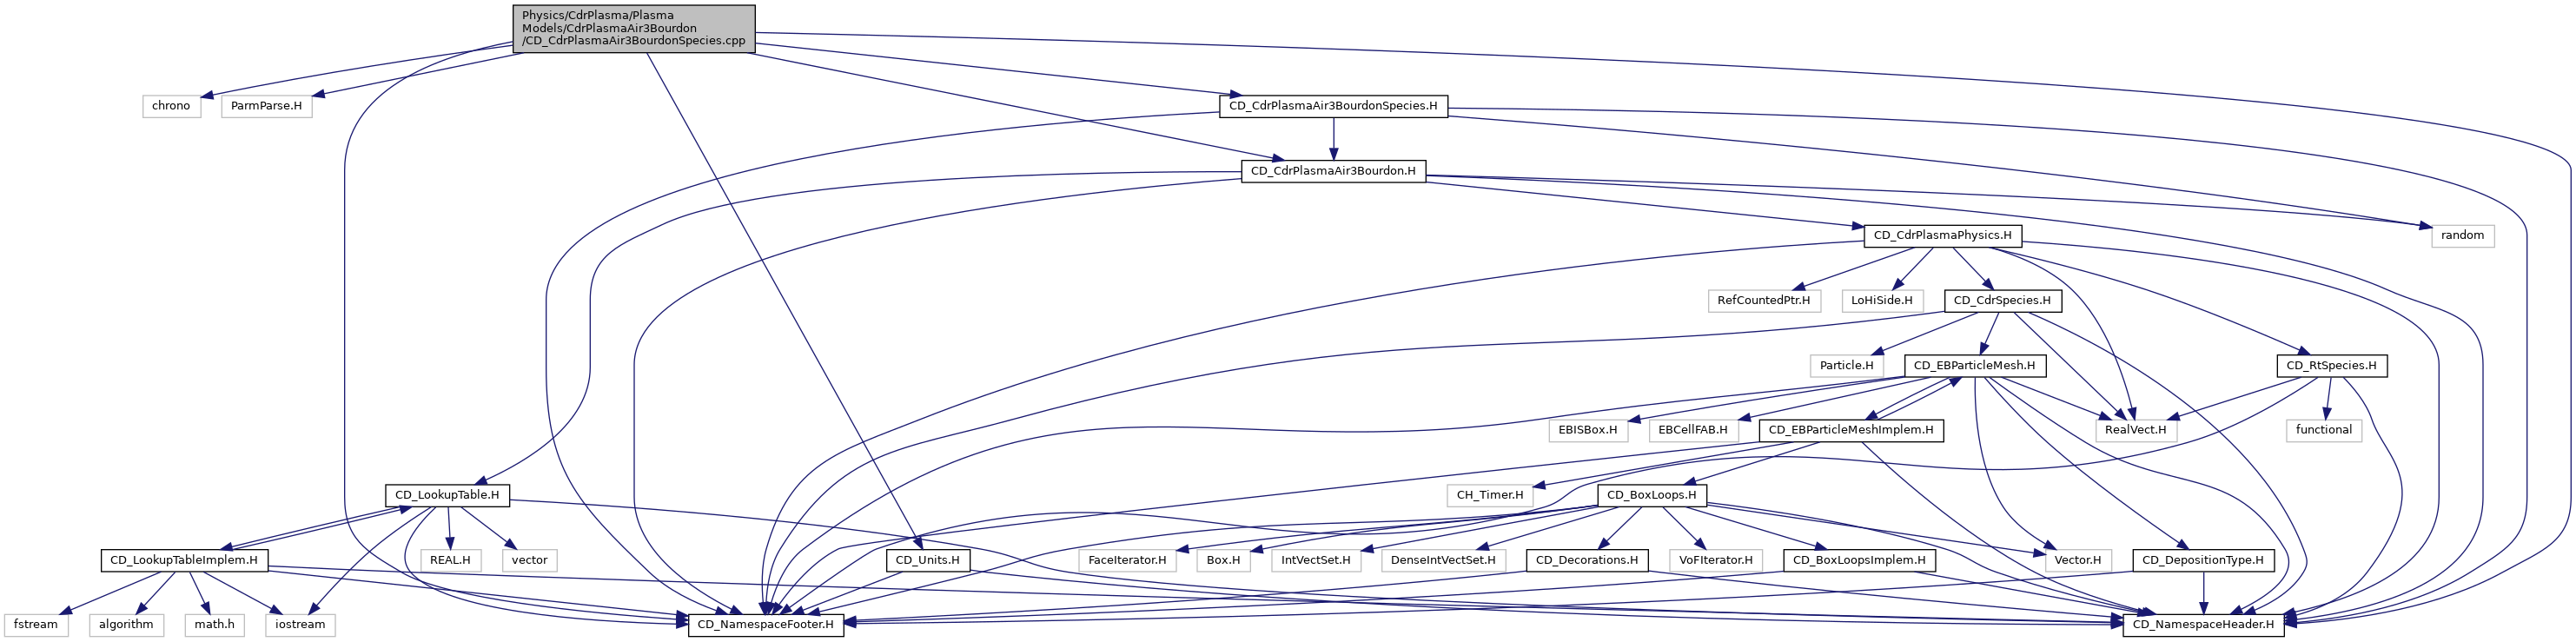 Physics/CdrPlasma/Plasma
Models/CdrPlasmaAir3Bourdon
/CD_CdrPlasmaAir3BourdonSpecies.cpp
chrono
ParmParse.H
CD_CdrPlasmaAir3BourdonSpecies.H
CD_CdrPlasmaAir3Bourdon.H
CD_CdrPlasmaPhysics.H
random
RefCountedPtr.H
LoHiSide.H
CD_CdrSpecies.H
Particle.H
CD_EBParticleMesh.H
CD_RtSpecies.H
EBISBox.H
EBCellFAB.H
CD_EBParticleMeshImplem.H
RealVect.H
functional
CD_LookupTable.H
CH_Timer.H
CD_BoxLoops.H
CD_LookupTableImplem.H
REAL.H
vector
CD_Units.H
FaceIterator.H
Box.H
IntVectSet.H
DenseIntVectSet.H
CD_Decorations.H
VoFIterator.H
CD_BoxLoopsImplem.H
Vector.H
CD_DepositionType.H
fstream
algorithm
math.h
iostream
CD_NamespaceFooter.H
CD_NamespaceHeader.H